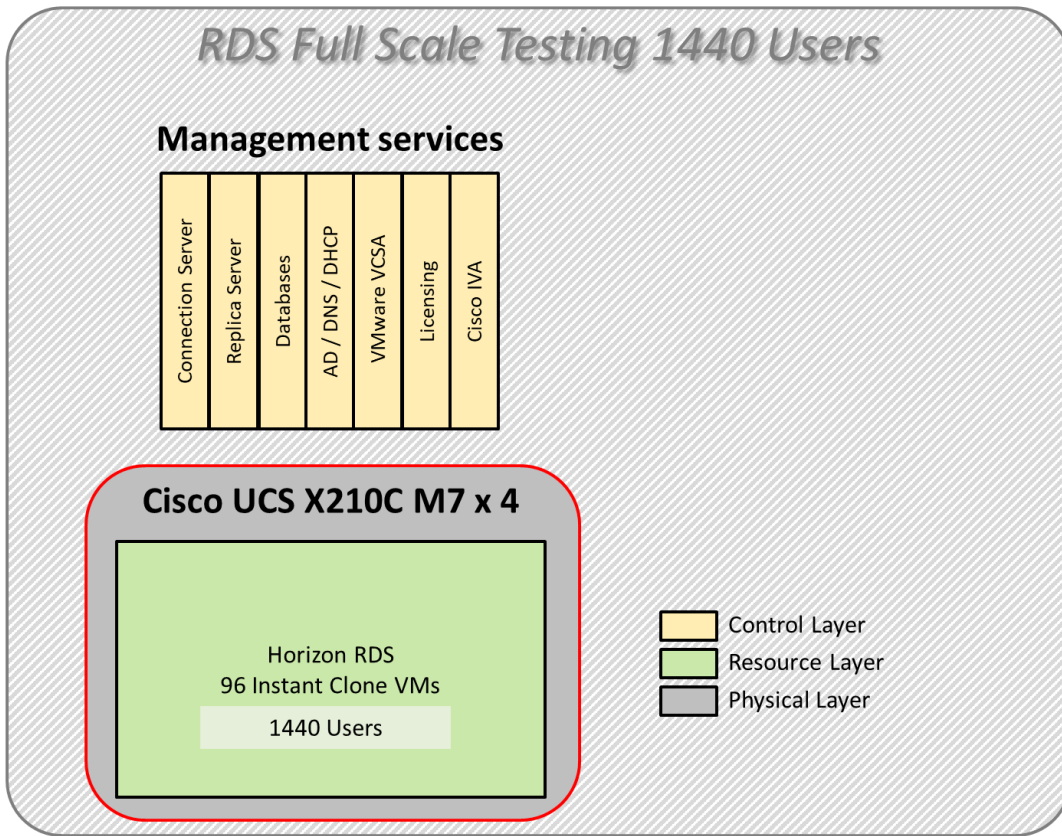 RDS Full Scale Testing 1440 Users
Management services
Connection Server
Replica Server
Databases
AD / DNS / DHCP
VMware VCSA
Licensing
Cisco IVA
Cisco UCS X210C M7 x 4
Horizon RDS
96 Instant Clone VMs
1440 Users
Control Layer
Resource Layer
Physical Layer